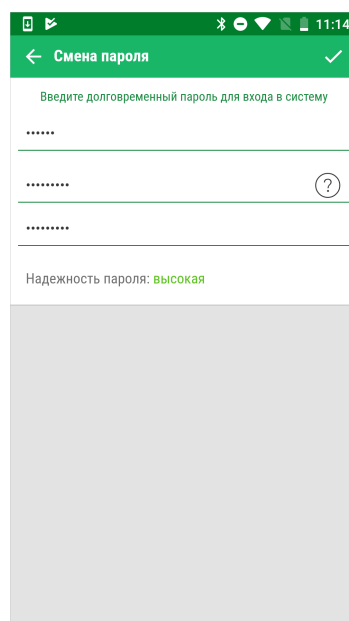 11:14
Смена пароля
Введите долговременный пароль для входа в систему
••••••
•••••••••
?
•••••••••
Надежность пароля: высокая